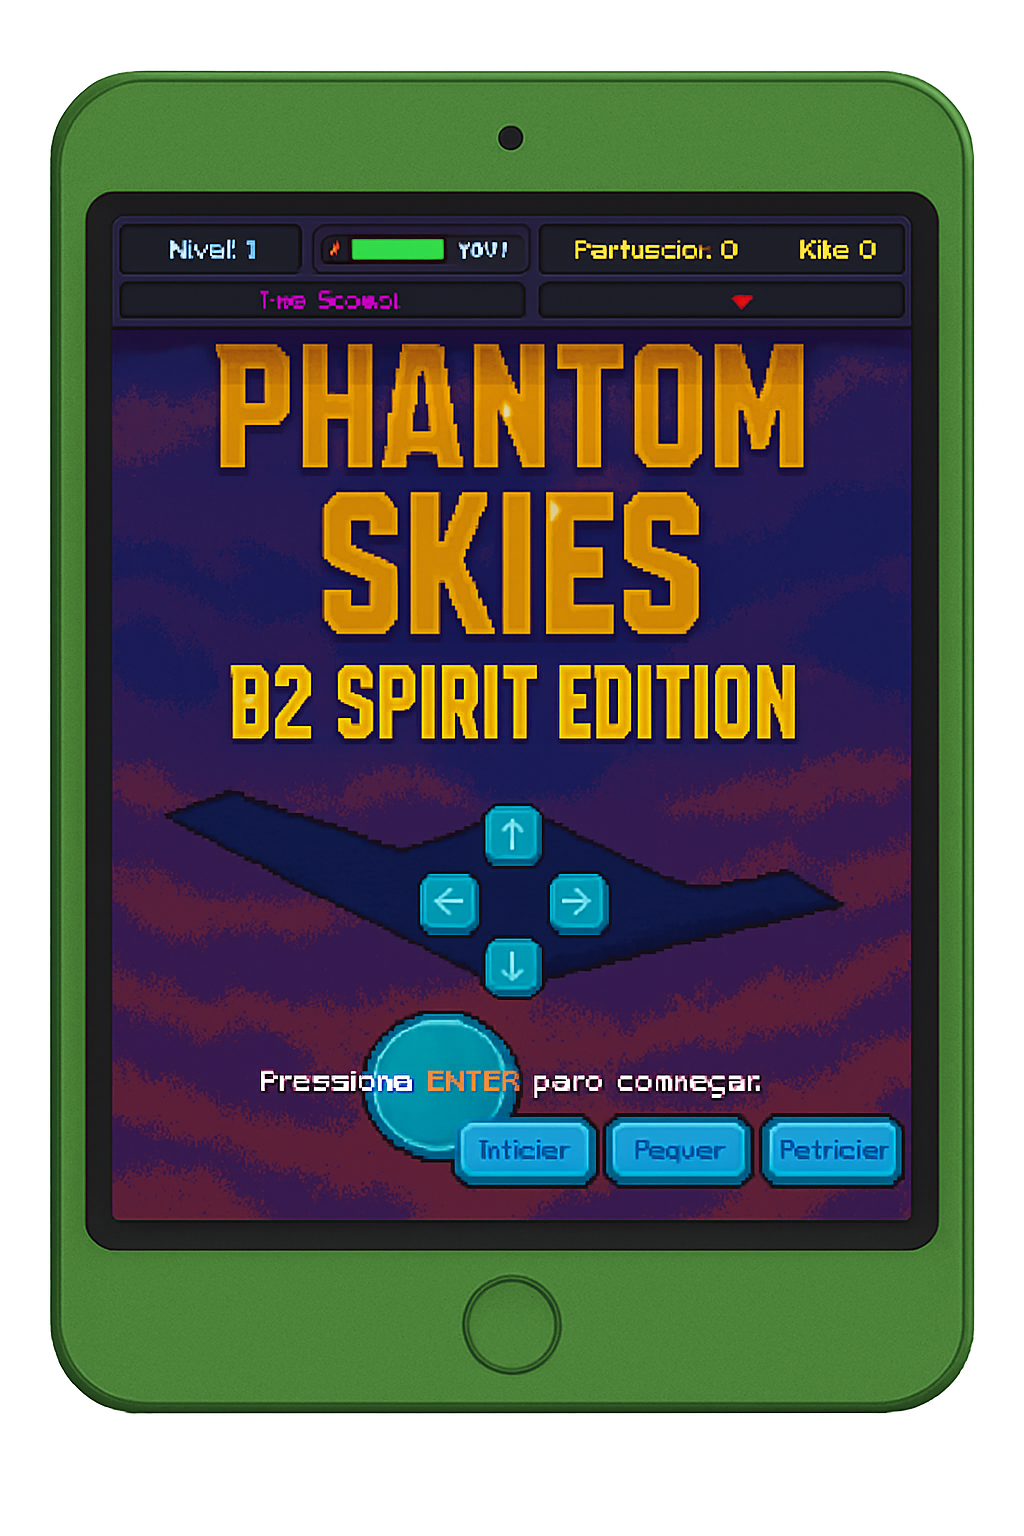 Nivel: 1
YOU!
Partuscior: 0
Kike 0
PHANTOM
SKIES
B2 SPIRIT EDITION
Pressiona ENTER paro comnegar.
Inticier
Pequer
Petricier